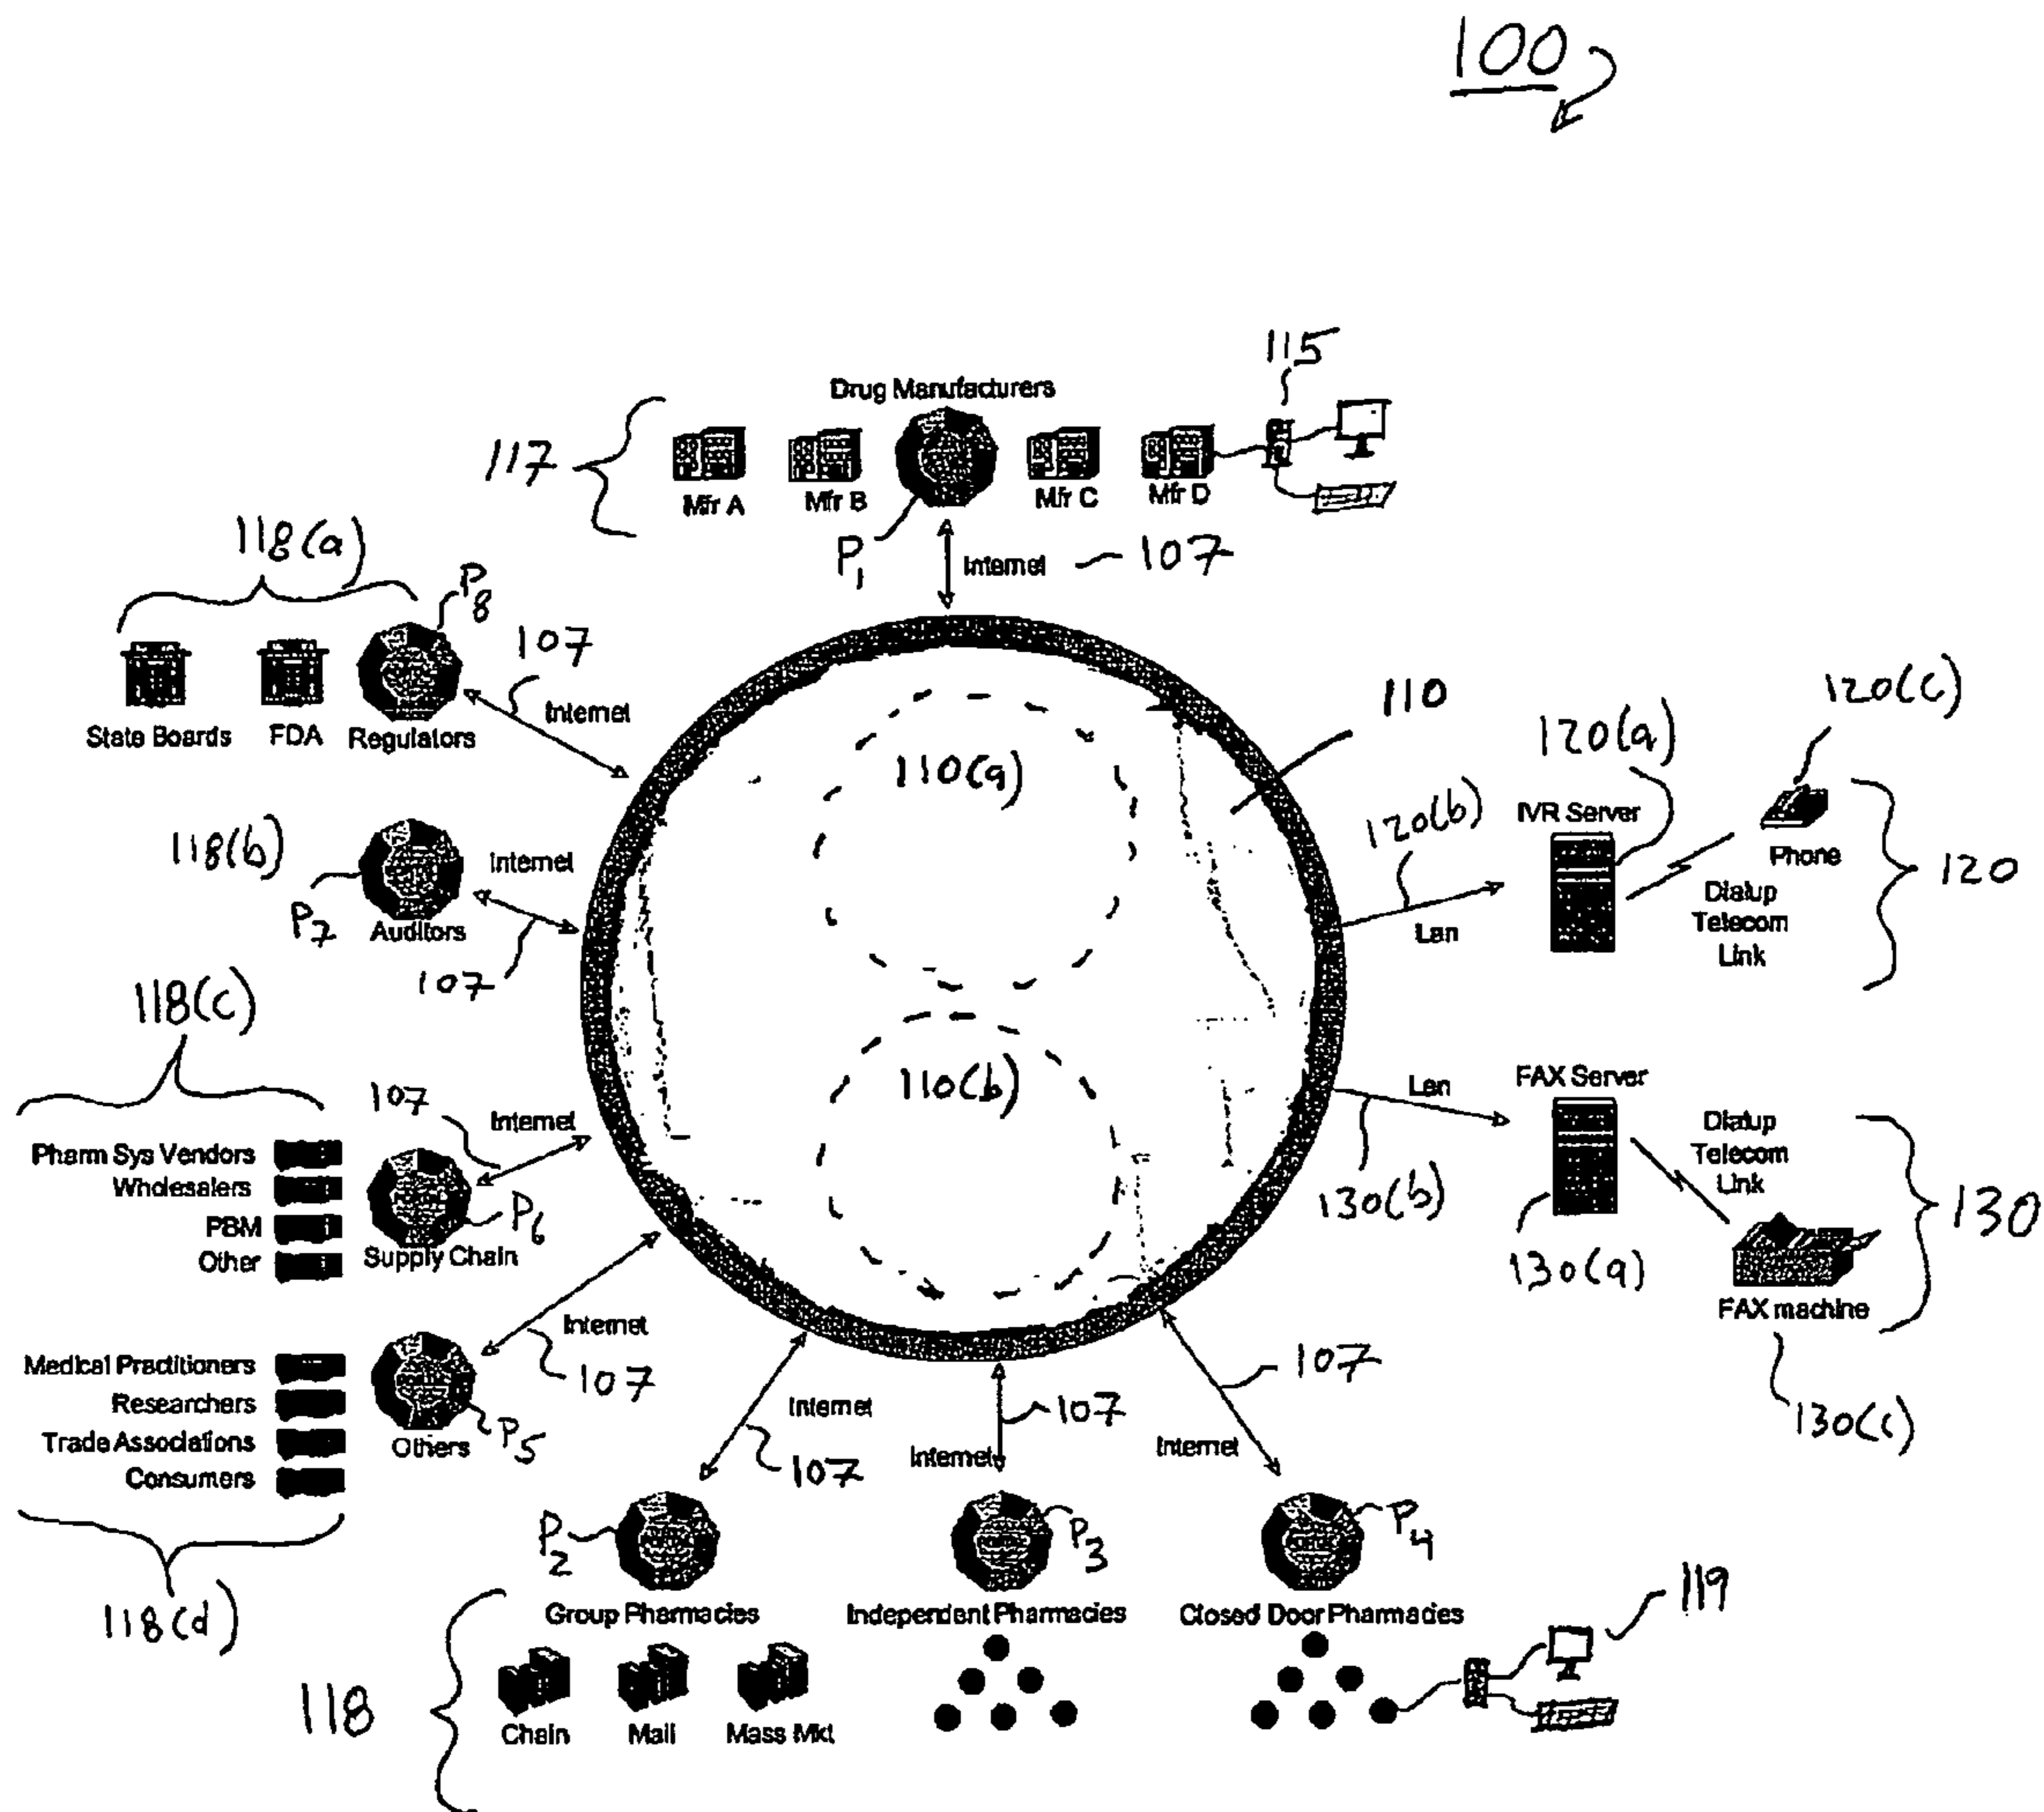 100
115
Drug Manufacturers
117
Mfr A
Mfr B
Mfr C
Mfr D
P1
Internet
107
118(a)
P8
107
Internet
State Boards
FDA
Regulators
110
110(a)
120(c)
120(a)
120(b)
IVR Server
Phone
Lan
Dialup
Telecom
Link
120
118(b)
Internet
P7
Auditors
107
118(c)
107
Internet
Pharm Sys Vendors
Wholesalers
PBM
Other
P6
Supply Chain
110(b)
Lan
FAX Server
Dialup
Telecom
Link
130(b)
130(a)
130
FAX machine
130(c)
Internet
107
Medical Practitioners
Researchers
Trade Associations
Consumers
P5
Others
118(d)
Internet
107
107
Internet
107
Internet
P2
P3
P4
Group Pharmacies
Independent Pharmacies
Closed Door Pharmacies
119
118
Chain
Mail
Mass Mkt